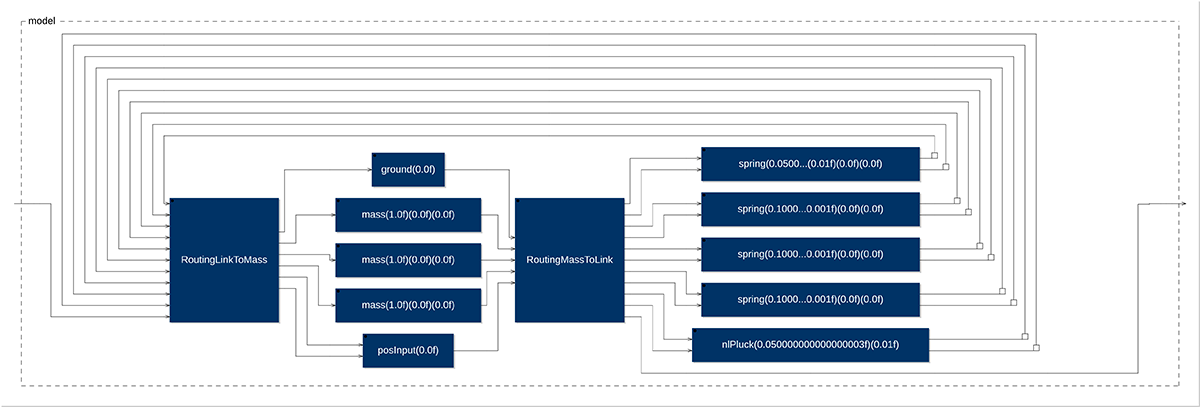 model
ground(0.0f)
spring(0.0500...(0.01f)(0.0f)(0.0f)
mass(1.0f)(0.0f)(0.0f)
spring(0.1000...0.001f)(0.0f)(0.0f)
RoutingLinkToMass
mass(1.0f)(0.0f)(0.0f)
RoutingMassToLink
spring(0.1000...0.001f)(0.0f)(0.0f)
mass(1.0f)(0.0f)(0.0f)
spring(0.1000...0.001f)(0.0f)(0.0f)
posInput(0.0f)
nlPluck(0.050000000000000003f)(0.01f)